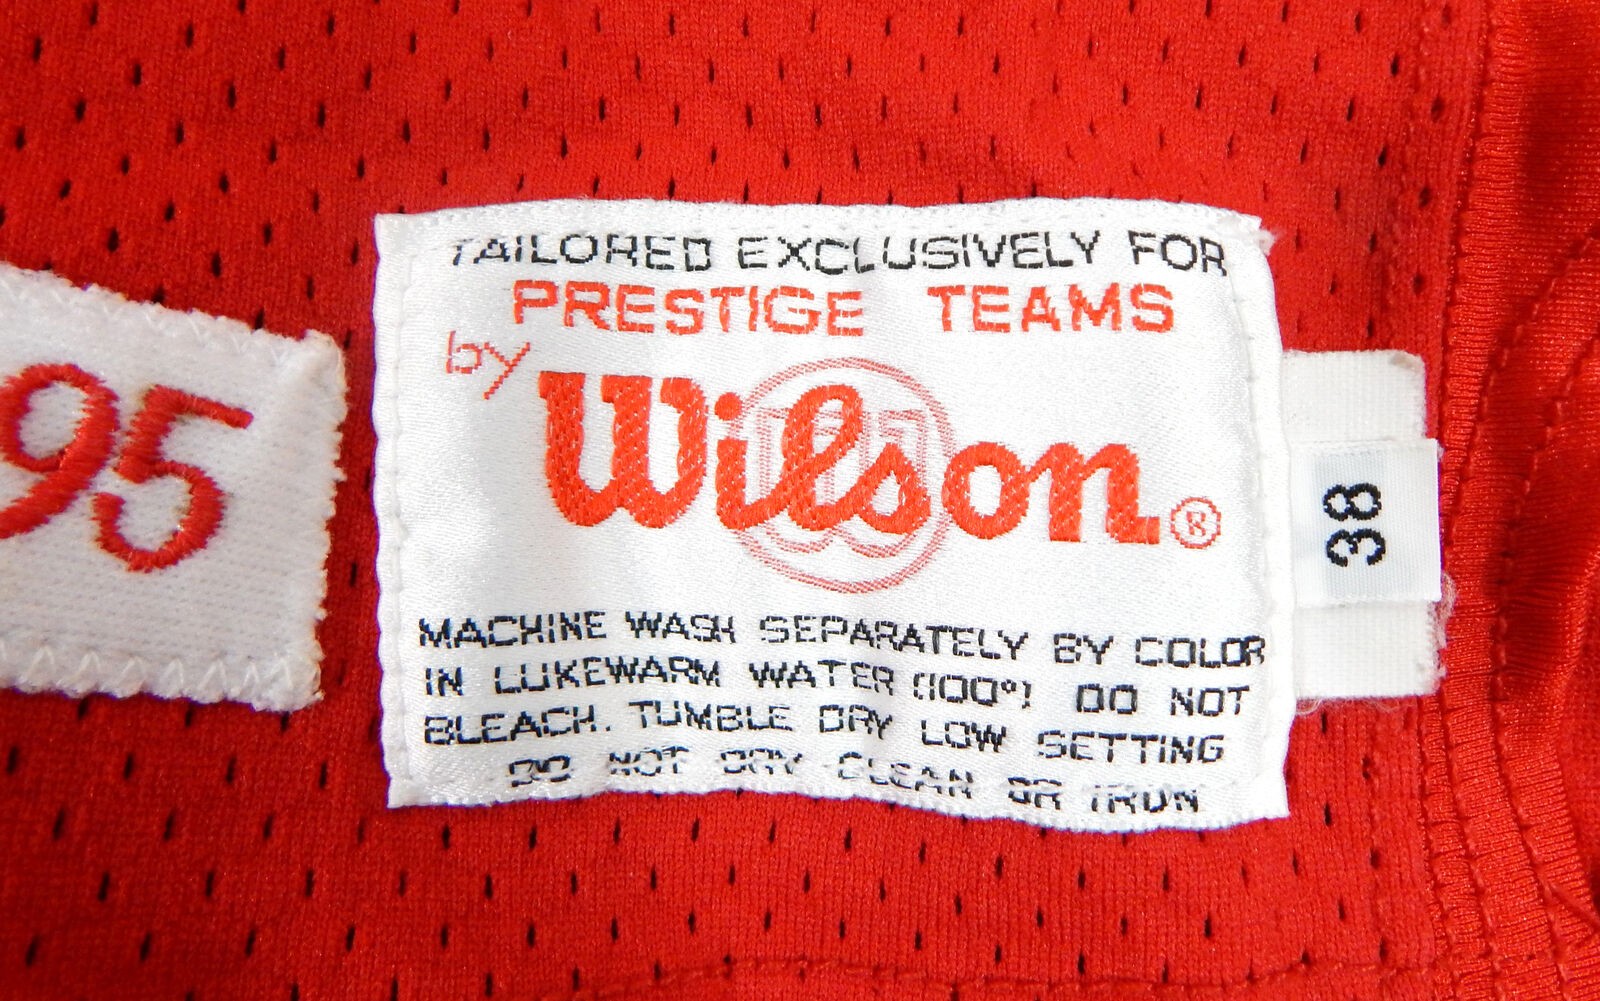 95
TAILORED EXCLUSIVELY FOR
PRESTIGE TEAMS
by
Wilson®
38
MACHINE WASH SEPARATELY BY COLOR
IN LUKEWARM WATER (100°) DO NOT
BLEACH. TUMBLE DRY LOW SETTING
DO NOT DRY CLEAN OR IRON